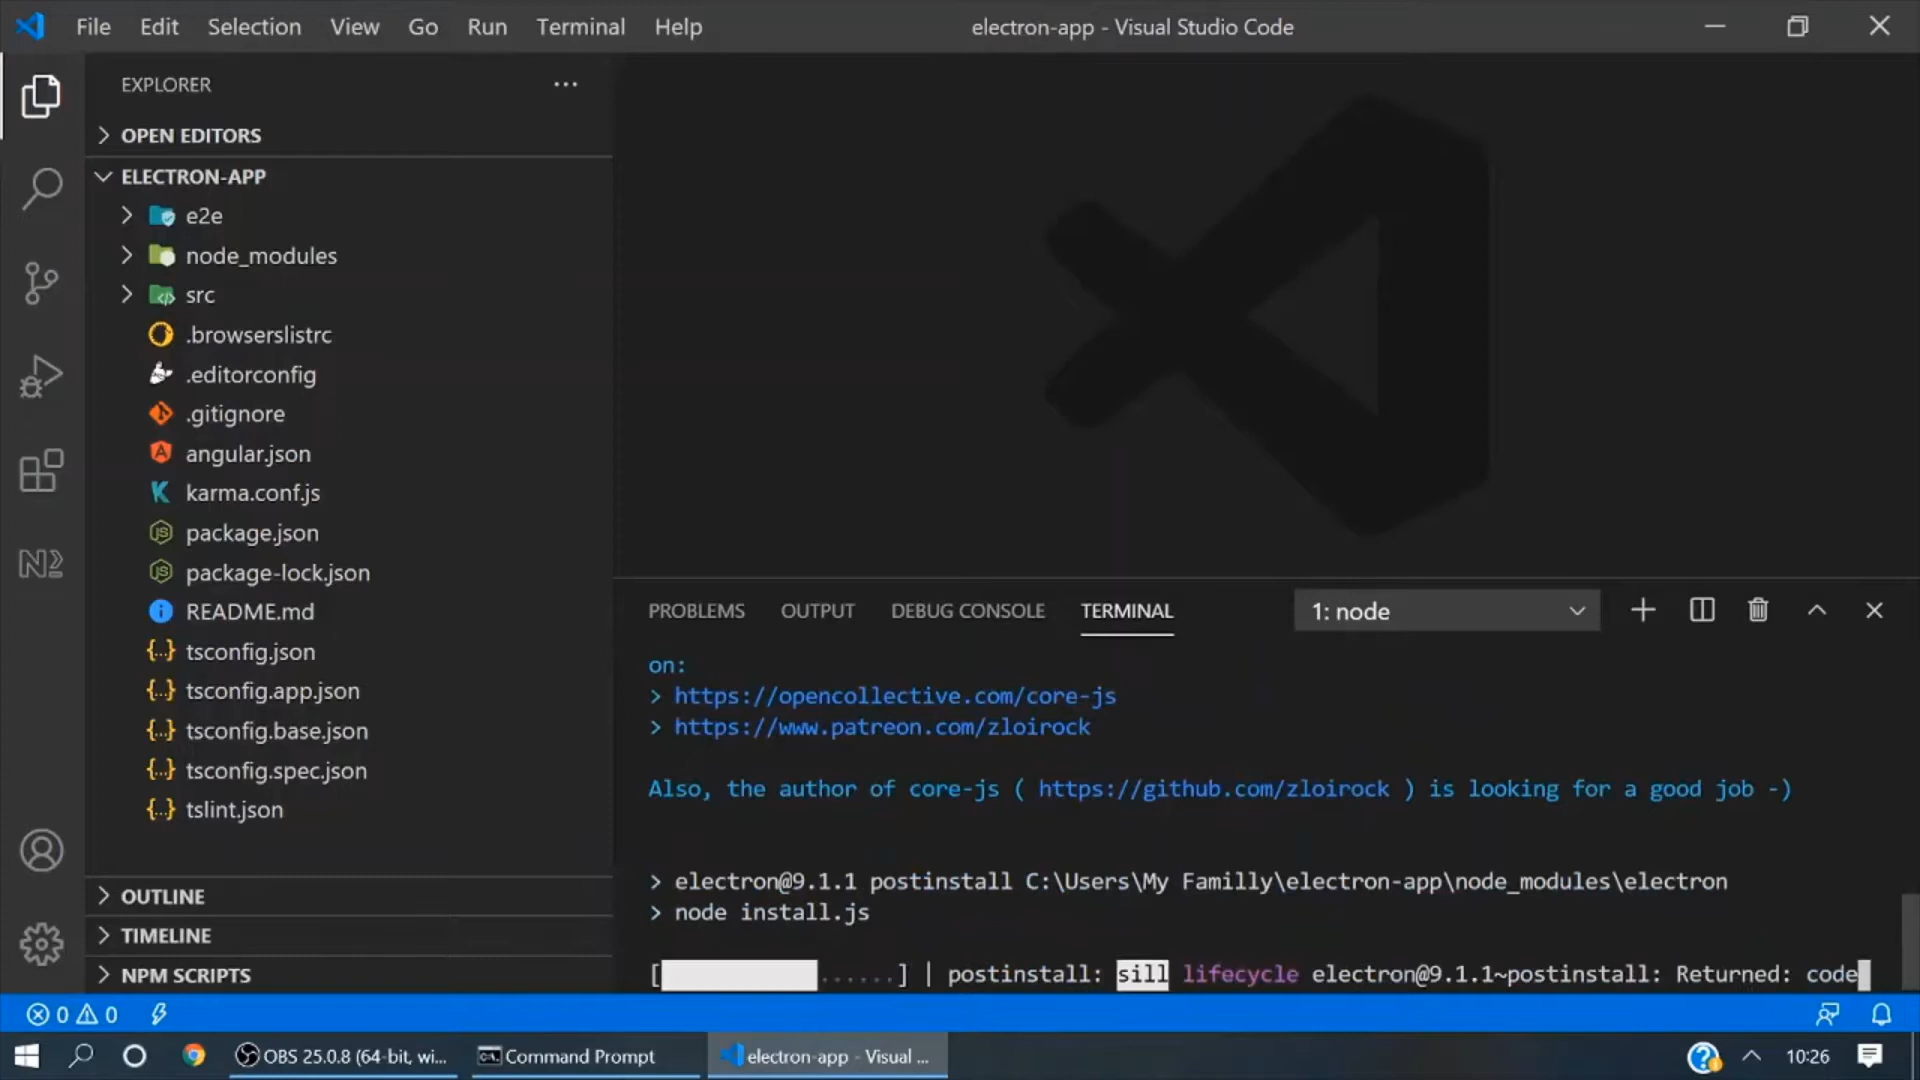 File Edit Selection View Go Run Terminal Help electron-app - Visual Studio Code
EXPLORER
OPEN EDITORS
ELECTRON-APP
e2e
node_modules
src
.browserslistrc
.editorconfig
.gitignore
angular.json
karma.conf.js
package.json
package-lock.json
README.md
tsconfig.json
tsconfig.app.json
tsconfig.base.json
tsconfig.spec.json
tslint.json
OUTLINE
TIMELINE
NPM SCRIPTS
PROBLEMS OUTPUT DEBUG CONSOLE TERMINAL 1: node
on:
> https://opencollective.com/core-js
> https://www.patreon.com/zloirock
Also, the author of core-js ( https://github.com/zloirock ) is looking for a good job -)
> electron@9.1.1 postinstall C:\Users\My Familly\electron-app\node_modules\electron
> node install.js
[ ......] | postinstall: sill lifecycle electron@9.1.1~postinstall: Returned: code
0 0
OBS 25.0.8 (64-bit, wi... Command Prompt electron-app - Visual ... 10:26